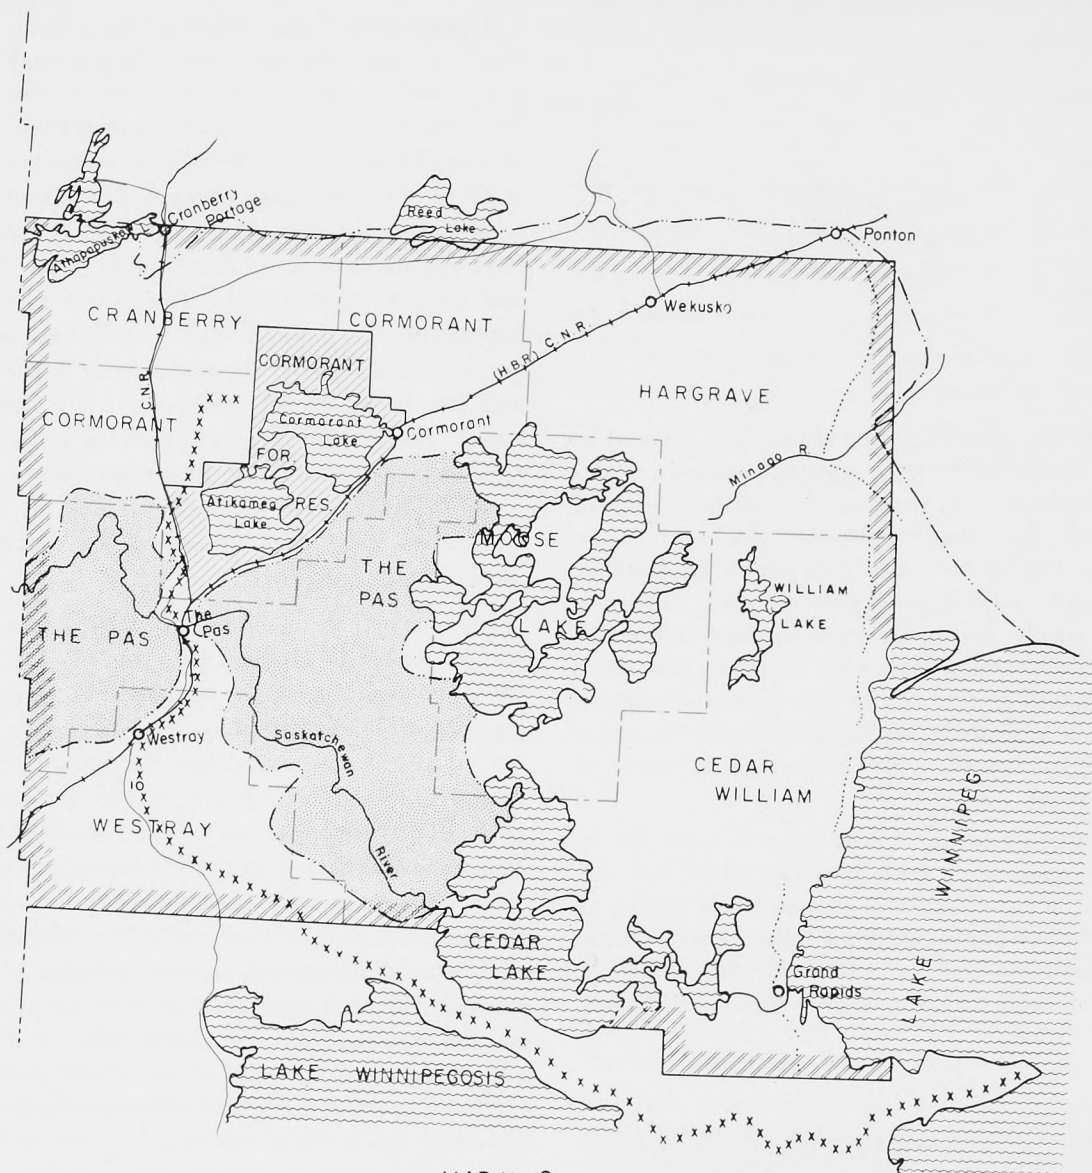 Cranberry
Portage
Reed
Lake
Athapapuskow L.
Ponton
Wekusko
CRANBERRY
CORMORANT
(HBR) C.N.R.
C.N.R.
CORMORANT
HARGRAVE
CORMORANT
Cormorant
Lake
Cormorant
FOR
RES.
Minago R.
Atikameg
Lake
MOOSE
LAKE
THE
PAS
WILLIAM
LAKE
The
Pas
THE PAS
Westray
Saskatchewan
River
10
CEDAR
WILLIAM
WESTRAY
LAKE WINNIPEG
CEDAR
LAKE
Grand
Rapids
LAKE WINNIPEGOSIS
x x x